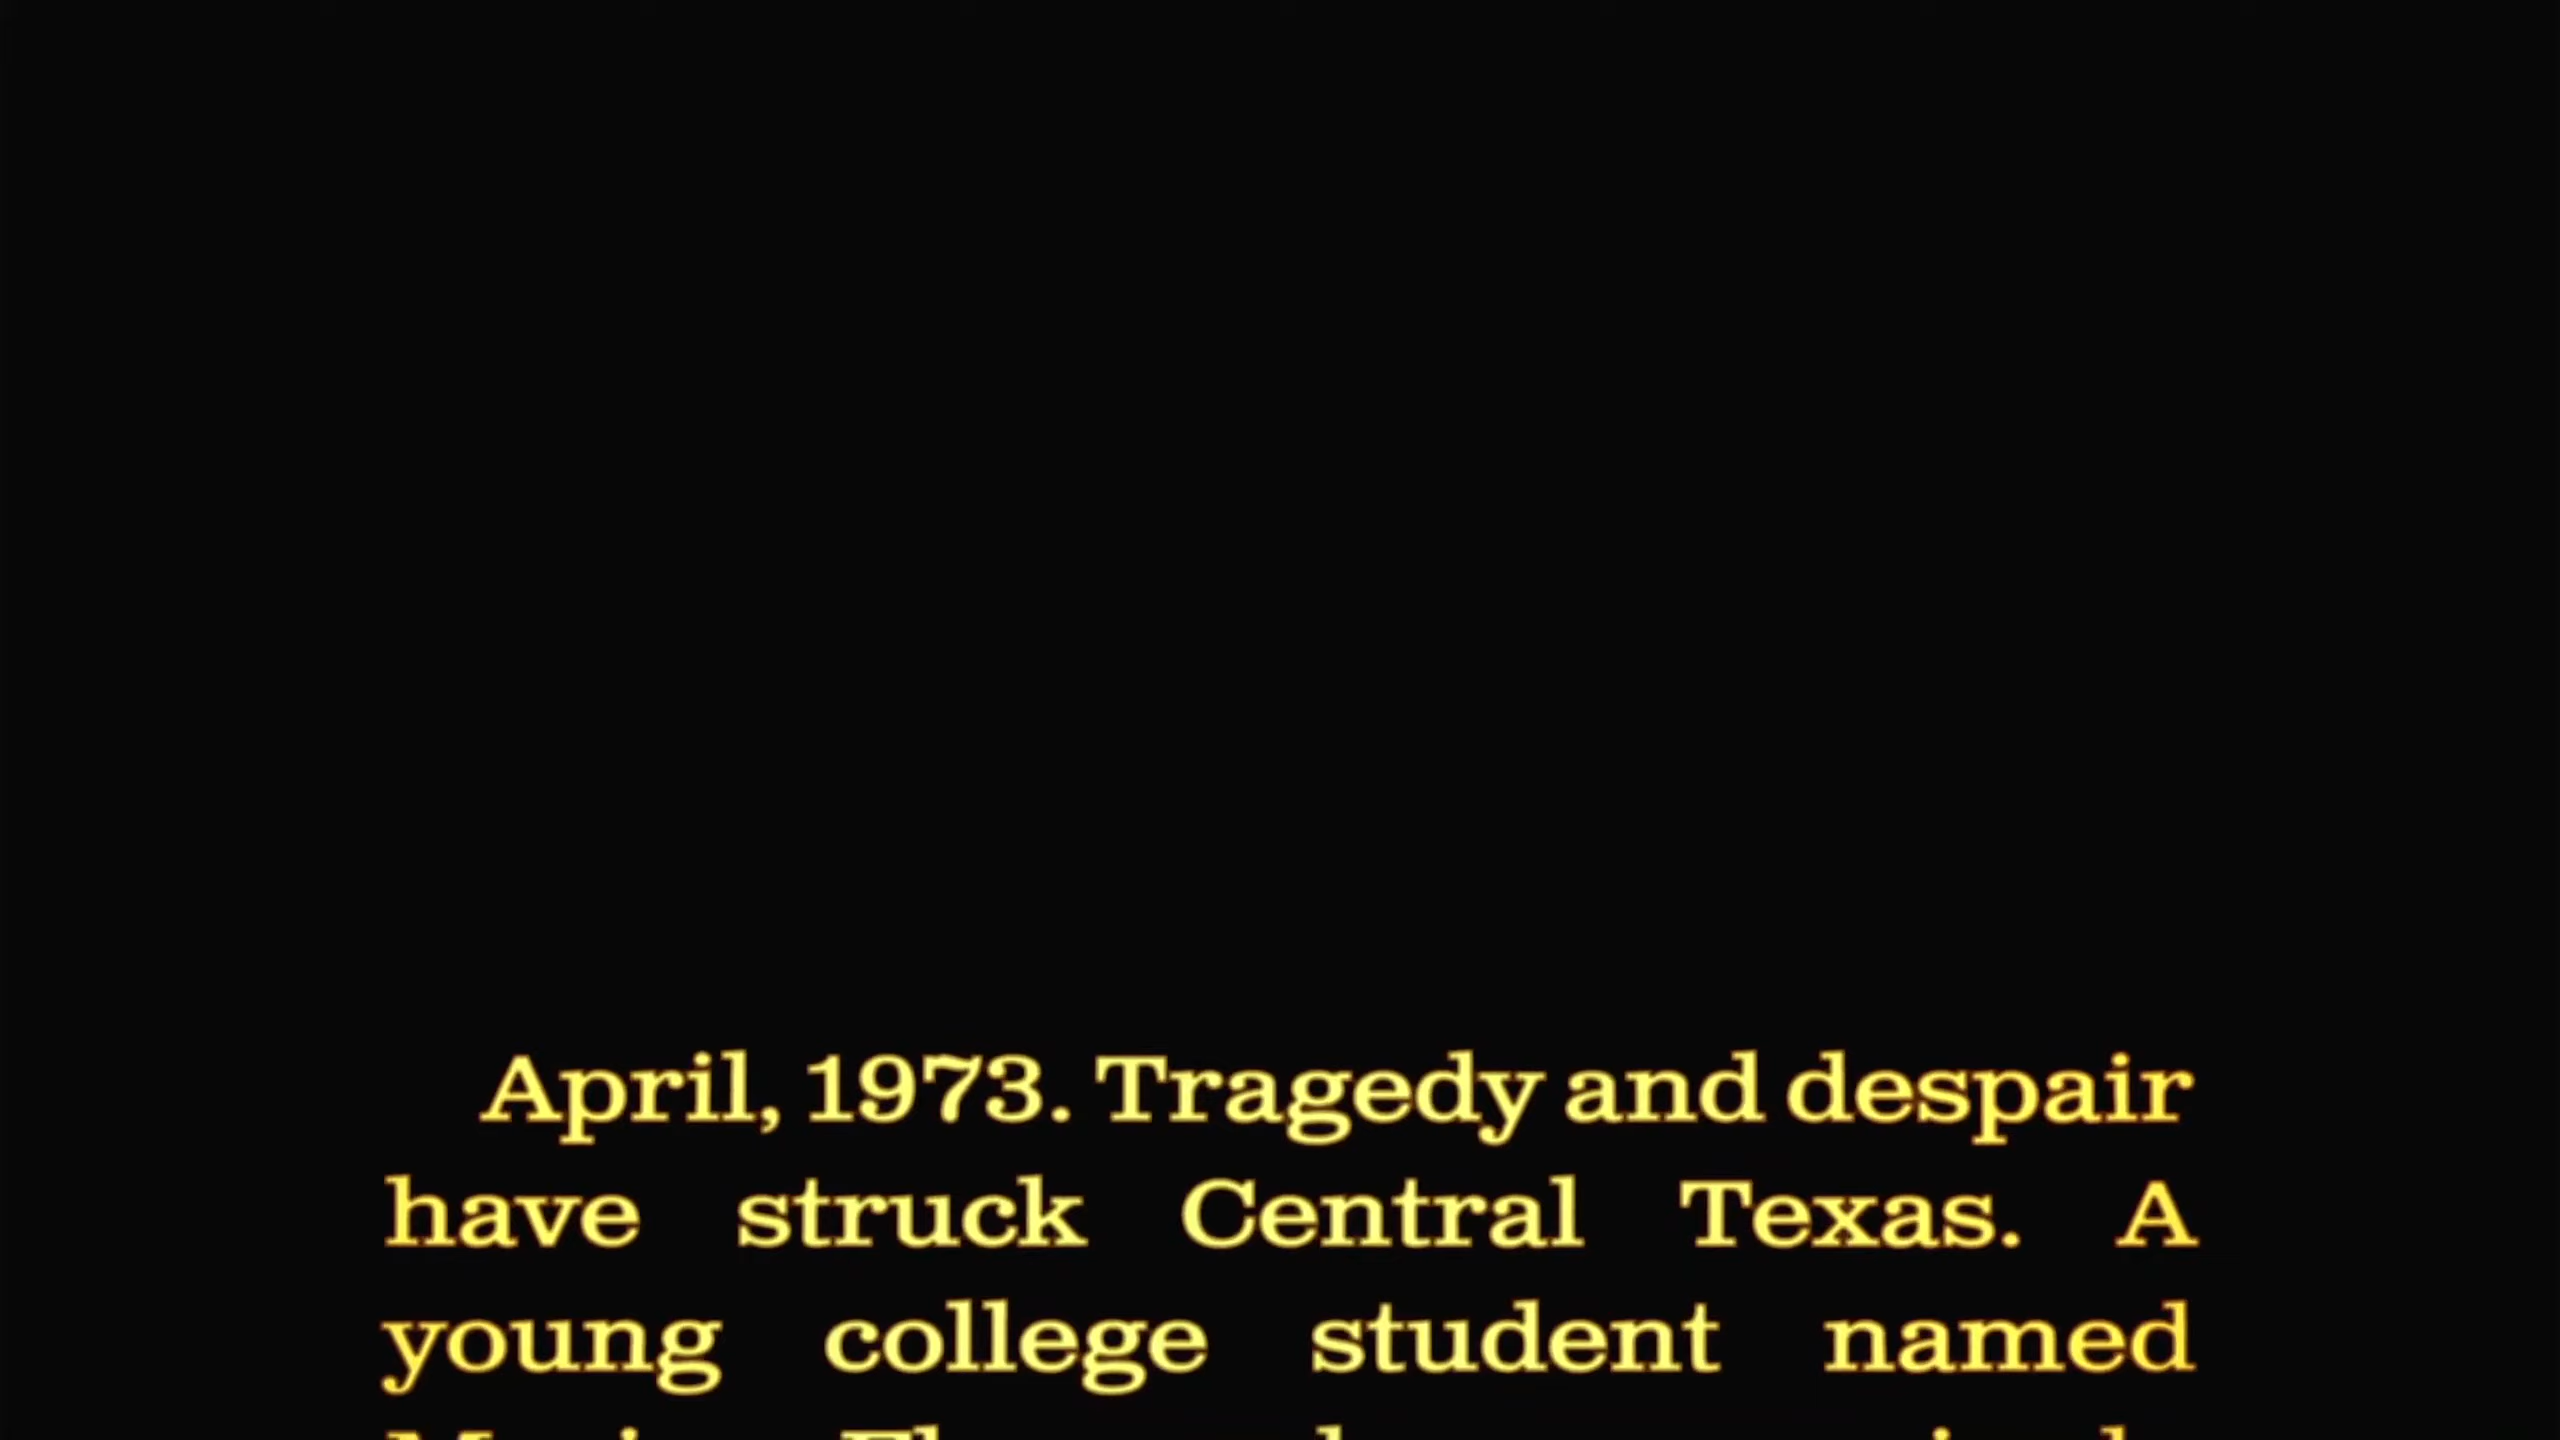 April, 1973. Tragedy and despair
have struck Central Texas. A
young college student named